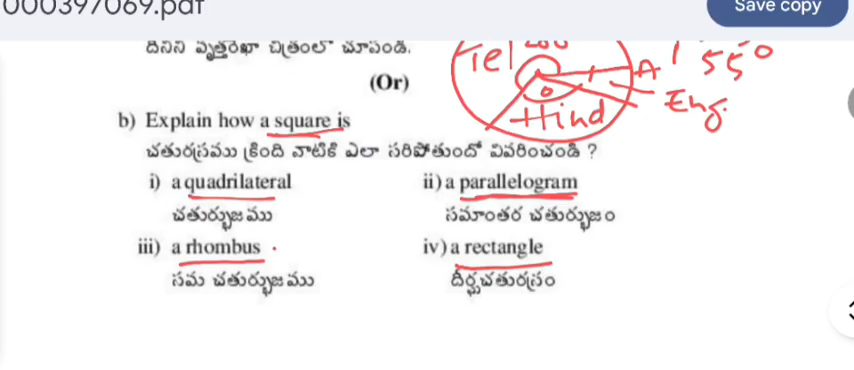 000397069.pdf
Save copy
దీనిని వృత్తరేఖా చిత్రంలో చూపండి.
(Or)
Tel
A
550
Eng.
Hind
b) Explain how a square is
చతురస్రము క్రింది వాటికి ఎలా సరిపోతుందో వివరించండి ?
i) a quadrilateral
ii) a parallelogram
చతుర్భుజము
సమాంతర చతుర్భుజం
iii) a rhombus
iv) a rectangle
సమ చతుర్భుజము
దీర్ఘచతురస్రం